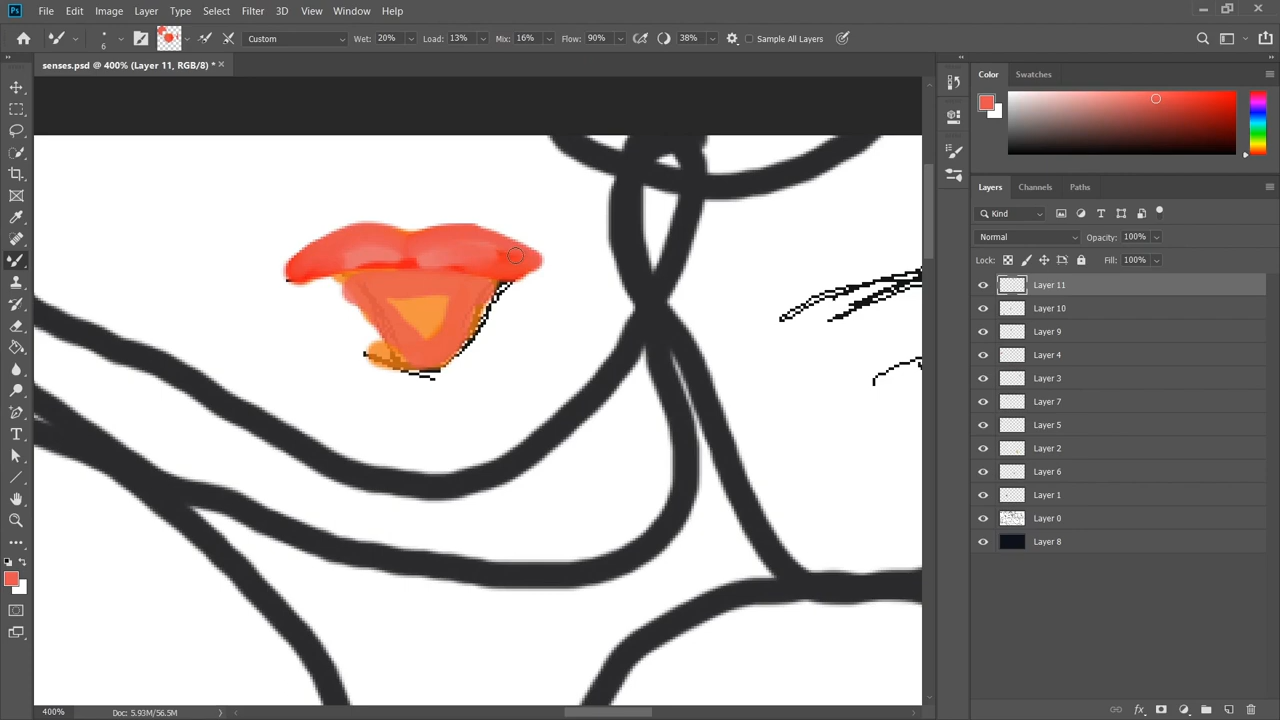 Ps File Edit Image Layer Type Select Filter 3D View Window Help
6 Custom Wet: 20% Load: 13% Mix: 16% Flow: 90% 38% Sample All Layers
senses.psd @ 400% (Layer 11, RGB/8) *
Color Swatches
Layers Channels Paths
Kind
Normal Opacity: 100%
Lock: Fill: 100%
Layer 11
Layer 10
Layer 9
Layer 4
Layer 3
Layer 7
Layer 5
Layer 2
Layer 6
Layer 1
Layer 0
Layer 8
400% Doc: 5.93M/56.5M